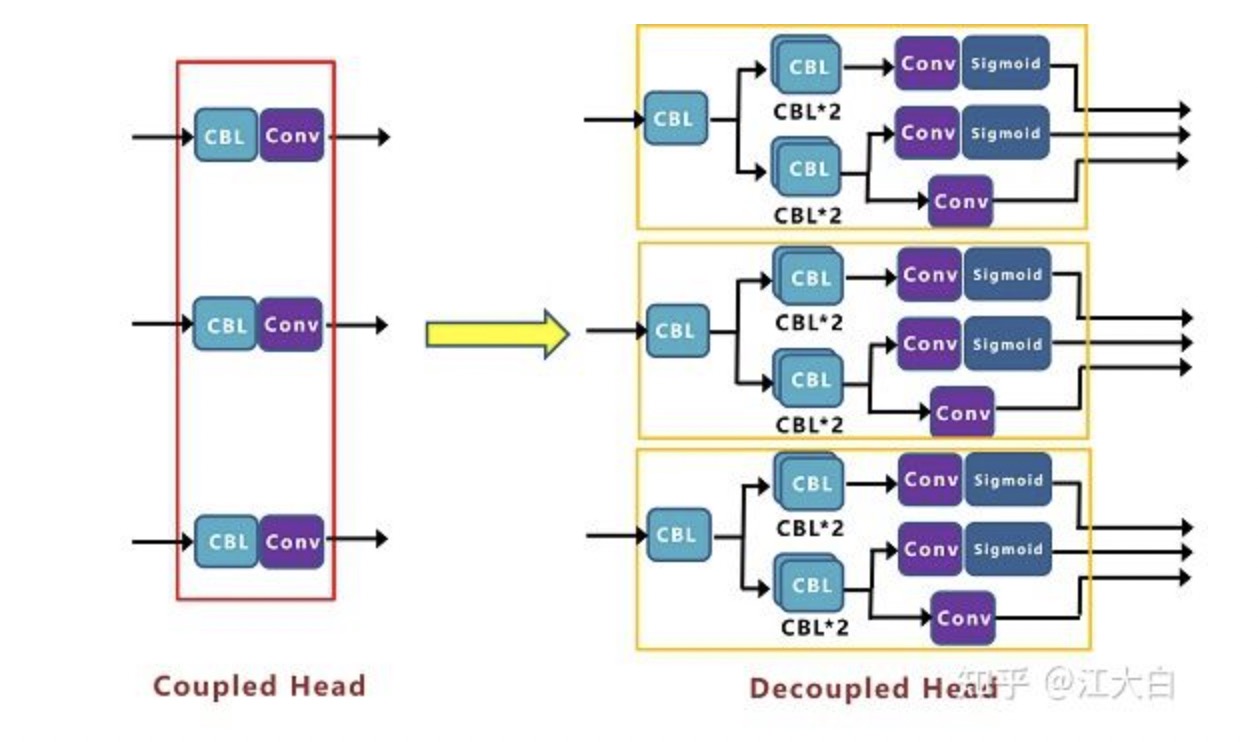 CBL Conv
CBL Conv
CBL Conv
Coupled Head
CBL
CBL
CBL*2
Conv Sigmoid
CBL
CBL*2
Conv Sigmoid
Conv
CBL
CBL
CBL*2
Conv Sigmoid
CBL
CBL*2
Conv Sigmoid
Conv
CBL
CBL
CBL*2
Conv Sigmoid
CBL
CBL*2
Conv Sigmoid
Conv
Decoupled Head
知乎 @江大白